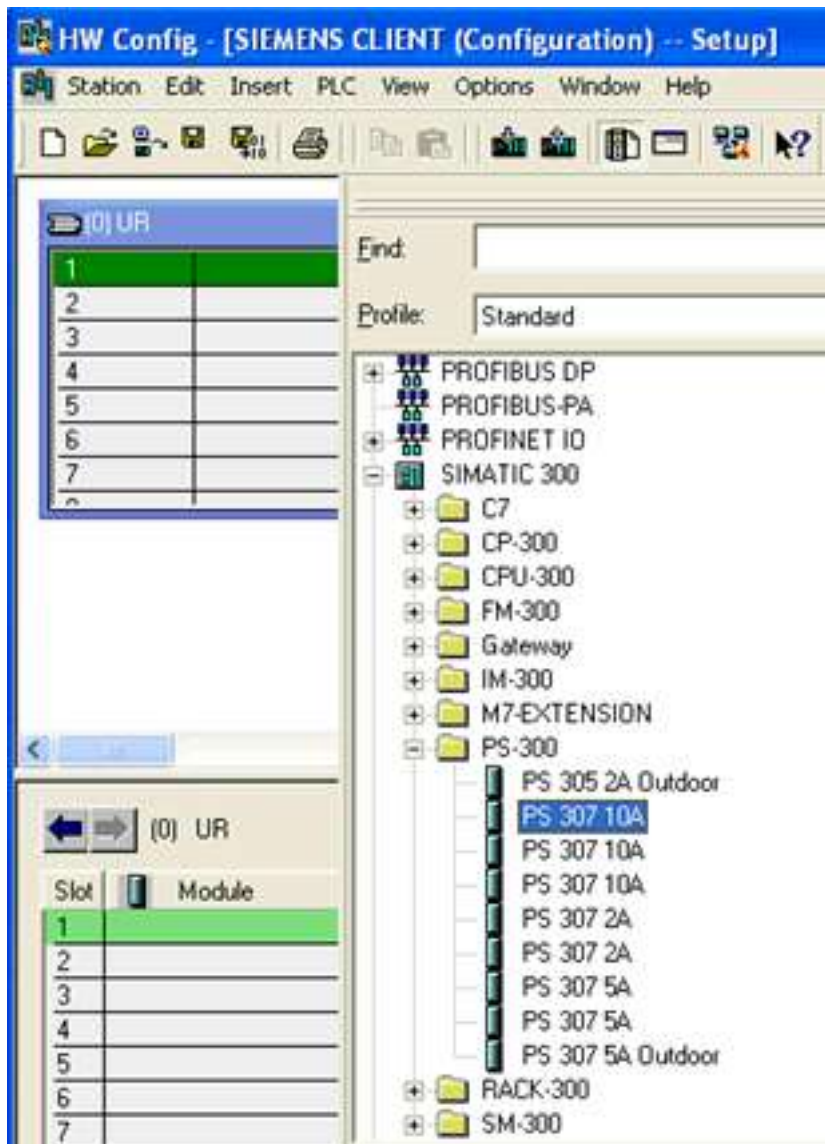 HW Config - [SIEMENS CLIENT (Configuration) -- Setup]
Station Edit Insert PLC View Options Window Help
(0) UR
1
2
3
4
5
6
7
Find:
Profile: Standard
PROFIBUS DP
PROFIBUS-PA
PROFINET IO
SIMATIC 300
C7
CP-300
CPU-300
FM-300
Gateway
IM-300
M7-EXTENSION
PS-300
PS 305 2A Outdoor
PS 307 10A
PS 307 10A
PS 307 10A
PS 307 2A
PS 307 2A
PS 307 5A
PS 307 5A
PS 307 5A Outdoor
RACK-300
SM-300
(0) UR
Slot Module
1
2
3
4
5
6
7